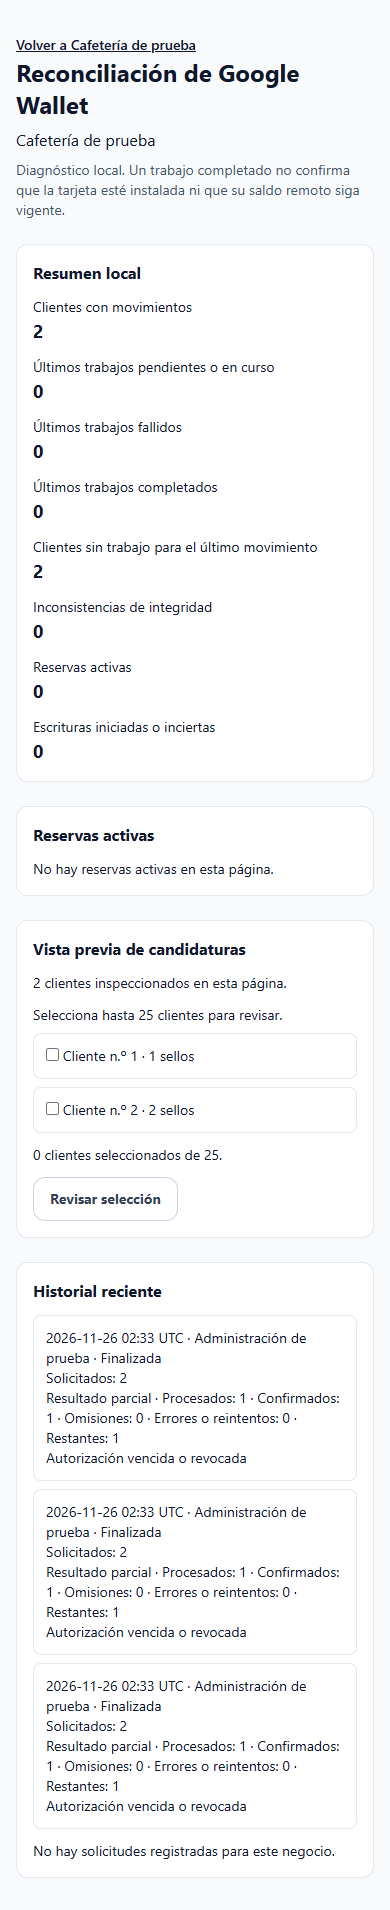 Volver a Cafetería de prueba
Reconciliación de Google
Wallet
Cafetería de prueba
Diagnóstico local. Un trabajo completado no confirma
que la tarjeta esté instalada ni que su saldo remoto siga
vigente.
Resumen local
Clientes con movimientos
2
Últimos trabajos pendientes o en curso
0
Últimos trabajos fallidos
0
Últimos trabajos completados
0
Clientes sin trabajo para el último movimiento
2
Inconsistencias de integridad
0
Reservas activas
0
Escrituras iniciadas o inciertas
0
Reservas activas
No hay reservas activas en esta página.
Vista previa de candidaturas
2 clientes inspeccionados en esta página.
Selecciona hasta 25 clientes para revisar.
Cliente n.º 1 · 1 sellos
Cliente n.º 2 · 2 sellos
0 clientes seleccionados de 25.
Revisar selección
Historial reciente
2026-11-26 02:33 UTC · Administración de
prueba · Finalizada
Solicitados: 2
Resultado parcial · Procesados: 1 · Confirmados:
1 · Omisiones: 0 · Errores o reintentos: 0 ·
Restantes: 1
Autorización vencida o revocada
2026-11-26 02:33 UTC · Administración de
prueba · Finalizada
Solicitados: 2
Resultado parcial · Procesados: 1 · Confirmados:
1 · Omisiones: 0 · Errores o reintentos: 0 ·
Restantes: 1
Autorización vencida o revocada
2026-11-26 02:33 UTC · Administración de
prueba · Finalizada
Solicitados: 2
Resultado parcial · Procesados: 1 · Confirmados:
1 · Omisiones: 0 · Errores o reintentos: 0 ·
Restantes: 1
Autorización vencida o revocada
No hay solicitudes registradas para este negocio.